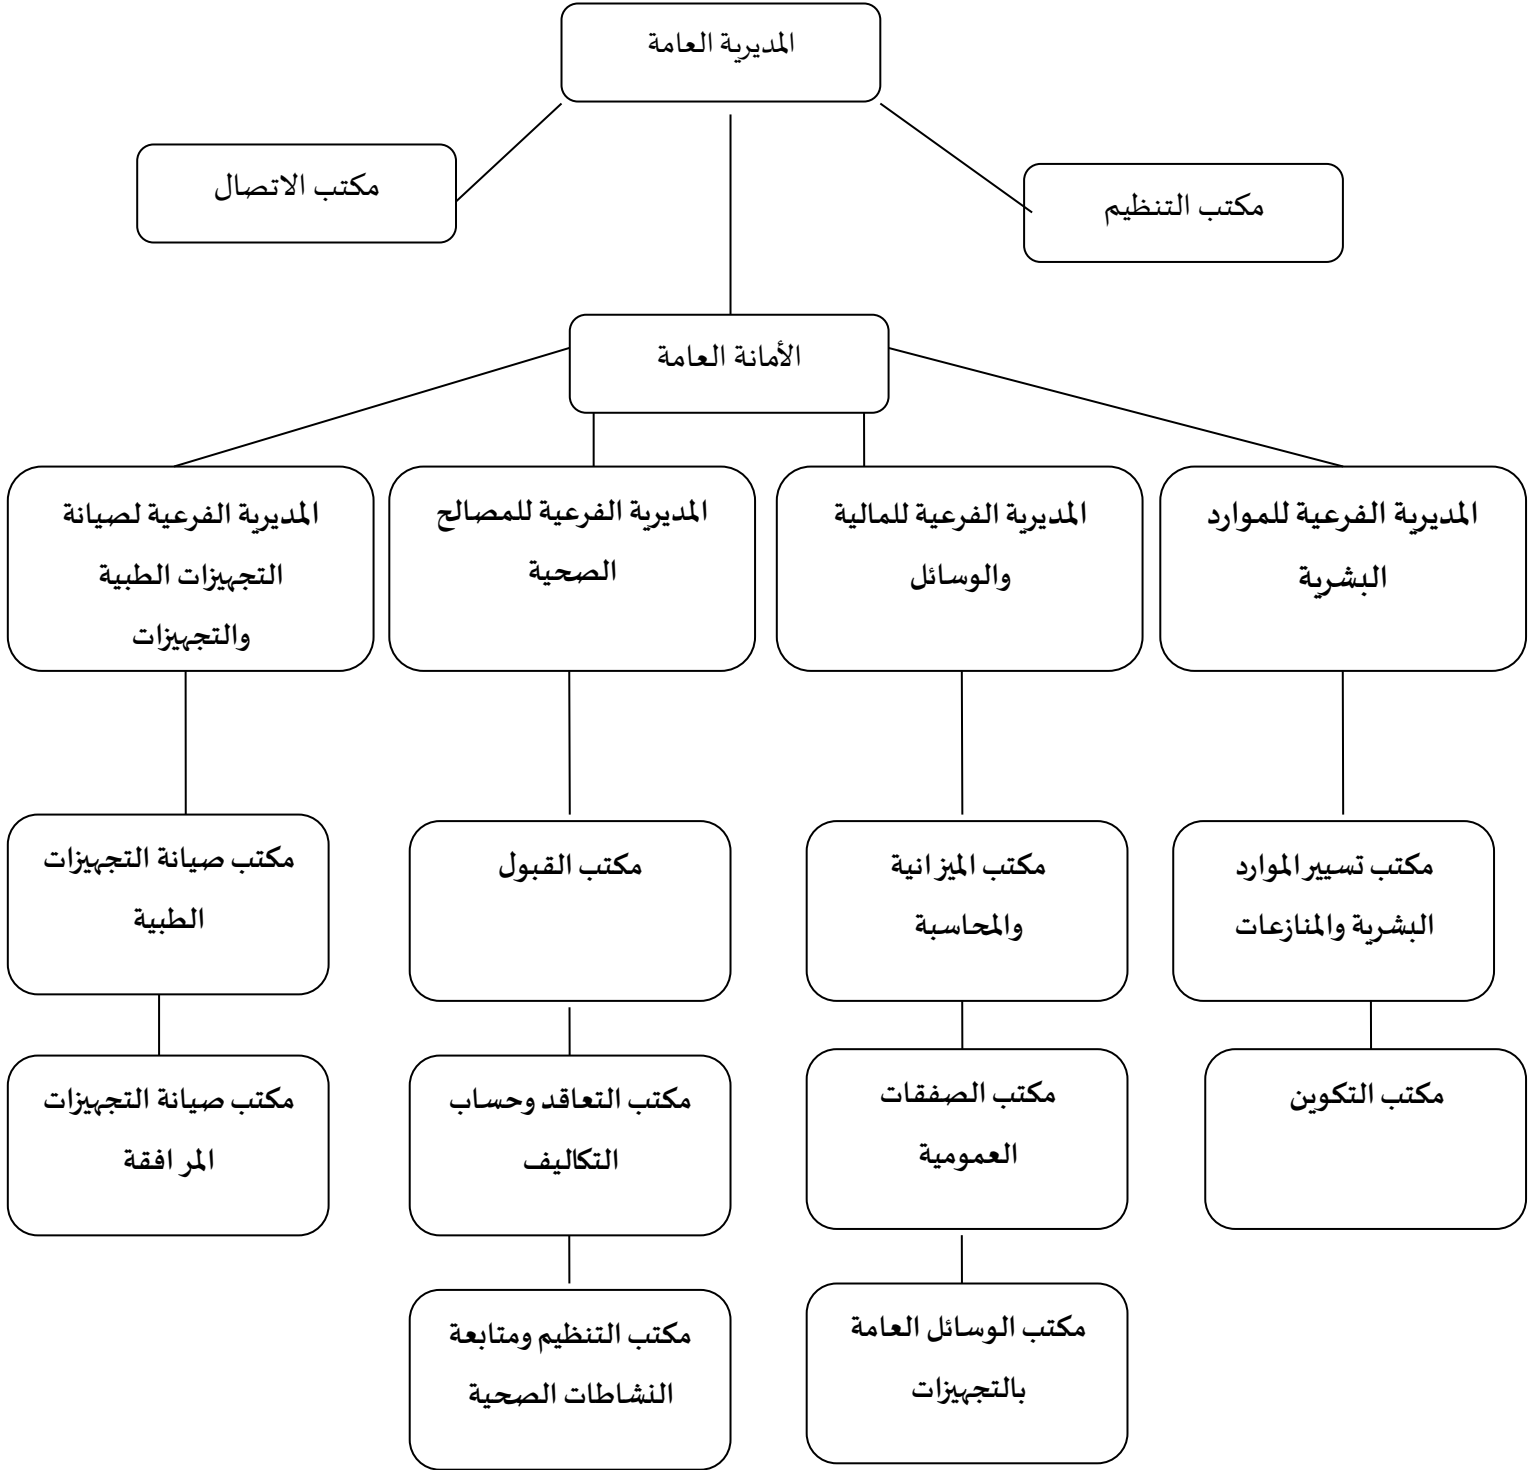 المديرية العامة
مكتب التنظيم
مكتب الاتصال
الأمانة العامة
المديرية الفرعية للموارد
البشرية
المديرية الفرعية للمالية
والوسائل
المديرية الفرعية للمصالح
الصحية
المديرية الفرعية لصيانة
التجهيزات الطبية
والتجهيزات
مكتب تسيير الموارد
البشرية والمنازعات
مكتب الميزانية
والمحاسبة
مكتب القبول
مكتب صيانة التجهيزات
الطبية
مكتب التكوين
مكتب الصفقات
العمومية
مكتب التعاقد وحساب
التكاليف
مكتب صيانة التجهيزات
المرافقة
مكتب الوسائل العامة
بالتجهيزات
مكتب التنظيم ومتابعة
النشاطات الصحية